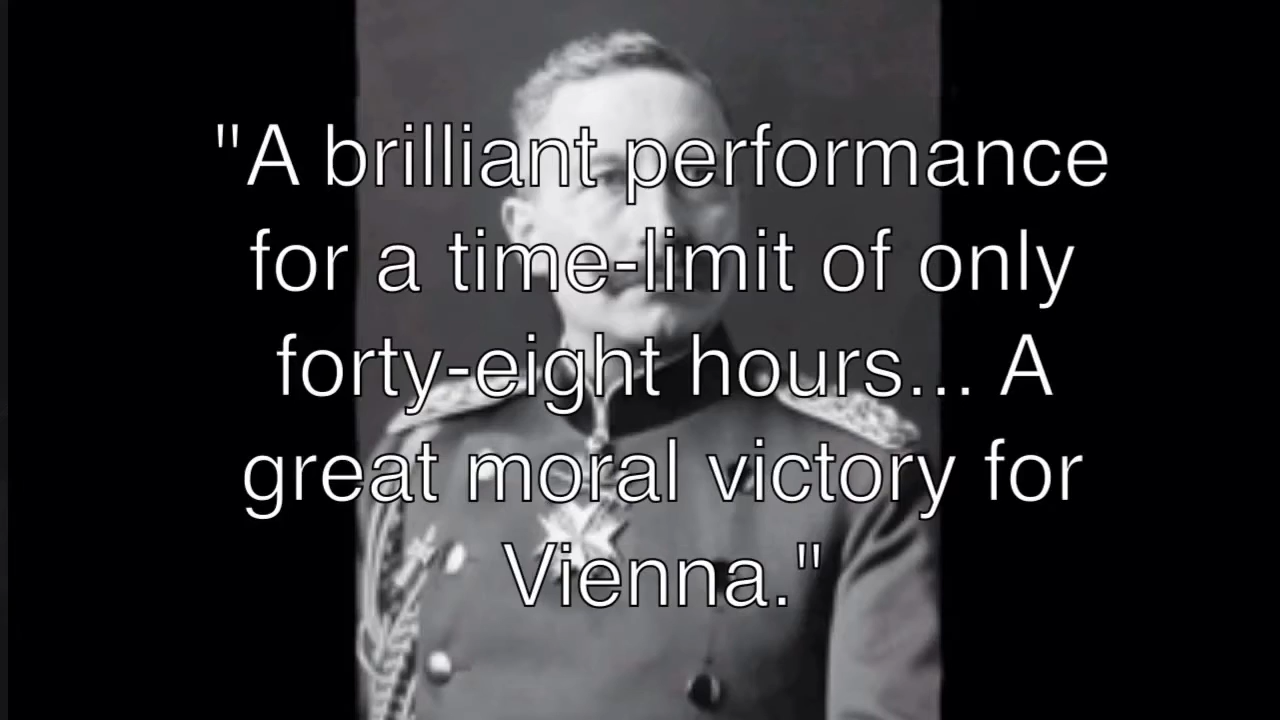 "A brilliant performance
for a time-limit of only
forty-eight hours... A
great moral victory for
Vienna."